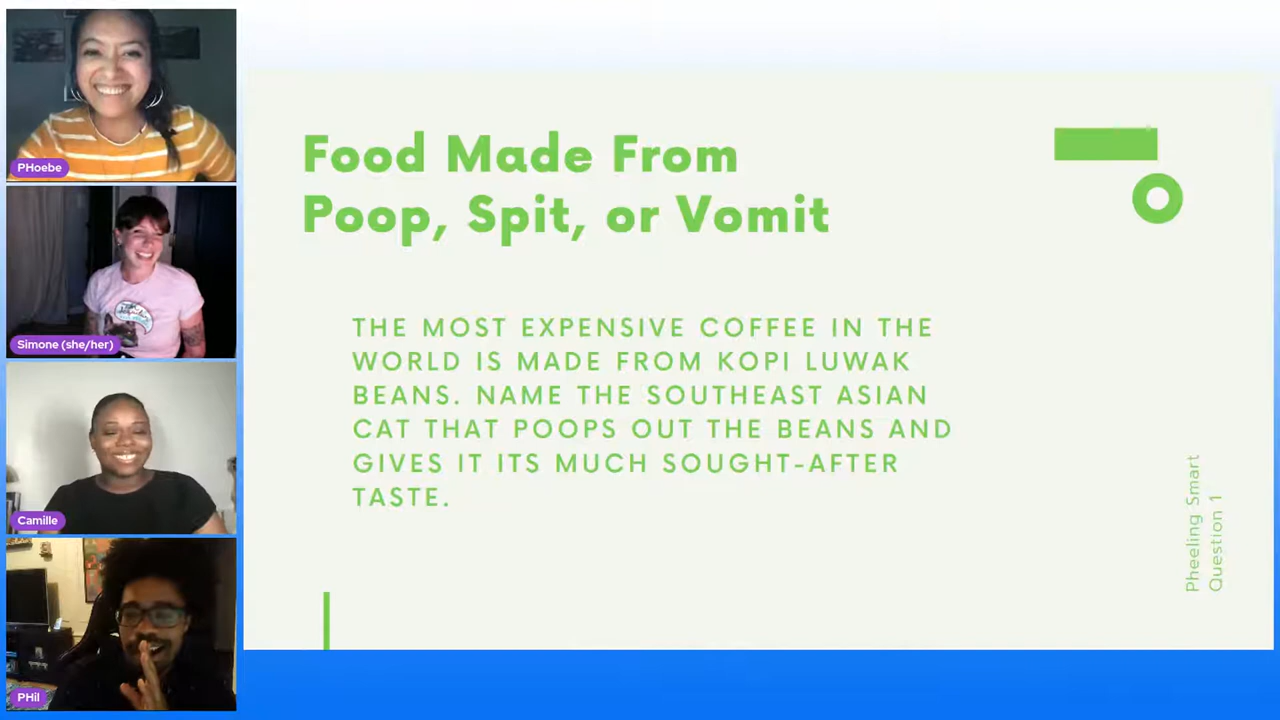 PHoebe
Simone (she/her)
Camille
PHil
Food Made From
Poop, Spit, or Vomit
THE MOST EXPENSIVE COFFEE IN THE
WORLD IS MADE FROM KOPI LUWAK
BEANS. NAME THE SOUTHEAST ASIAN
CAT THAT POOPS OUT THE BEANS AND
GIVES IT ITS MUCH SOUGHT-AFTER
TASTE.
Pheeling Smart
Question 1